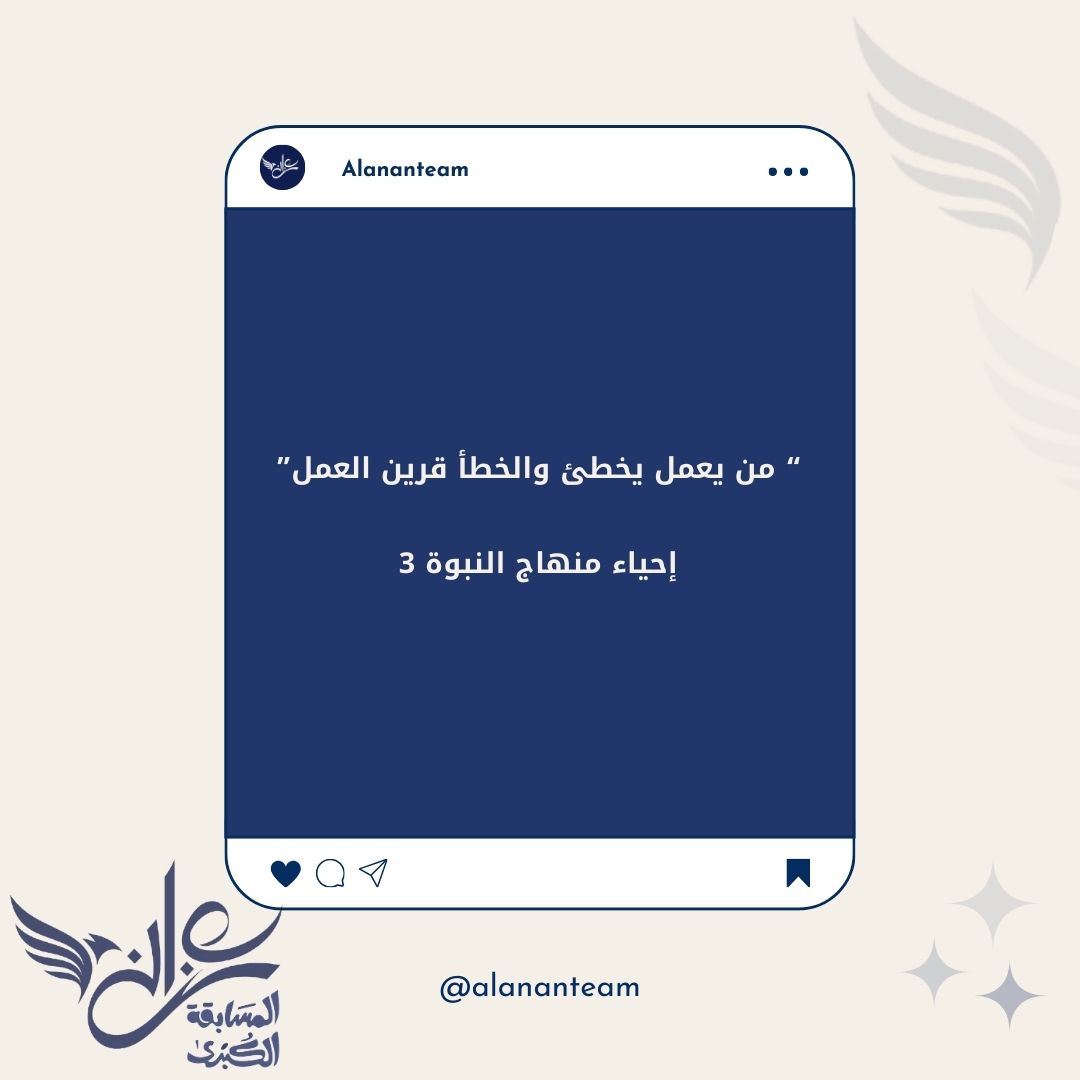 Alananteam
“ من يعمل يخطئ والخطأ قرين العمل”
إحياء منهاج النبوة 3
عنان
المسابقة
الكبرى
@alananteam